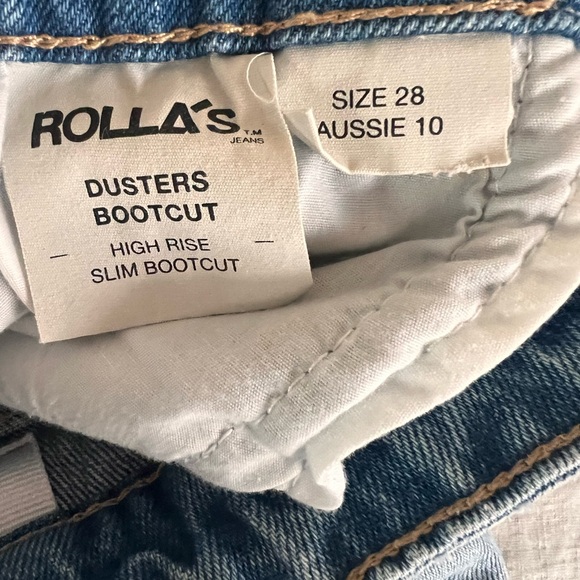 ROLLA'S T.M
JEANS
DUSTERS
BOOTCUT
HIGH RISE
SLIM BOOTCUT
SIZE 28
AUSSIE 10